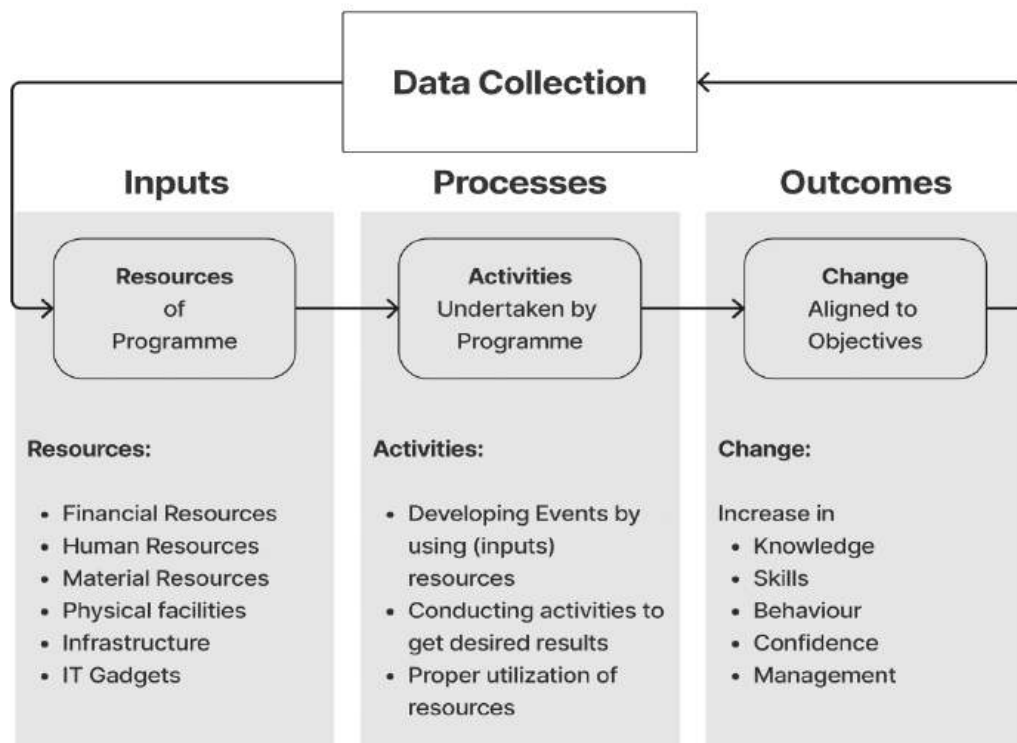 Data Collection
Inputs
Processes
Outcomes
Resources
of
Programme
Activities
Undertaken by
Programme
Change
Aligned to
Objectives
Resources:
• Financial Resources
• Human Resources
• Material Resources
• Physical facilities
• Infrastructure
• IT Gadgets
Activities:
• Developing Events by
using (inputs)
resources
• Conducting activities to
get desired results
• Proper utilization of
resources
Change:
Increase in
• Knowledge
• Skills
• Behaviour
• Confidence
• Management